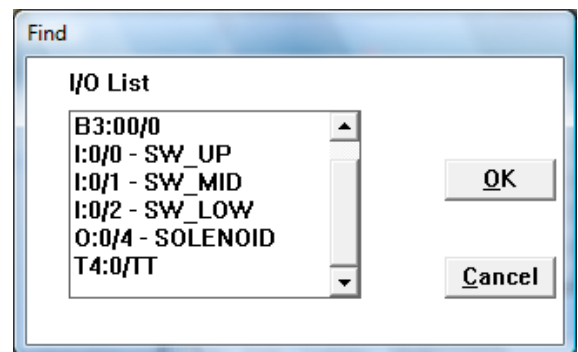 Find
I/O List
B3:00/0
I:0/0 - SW_UP
I:0/1 - SW_MID
I:0/2 - SW_LOW
O:0/4 - SOLENOID
T4:0/TT
OK
Cancel